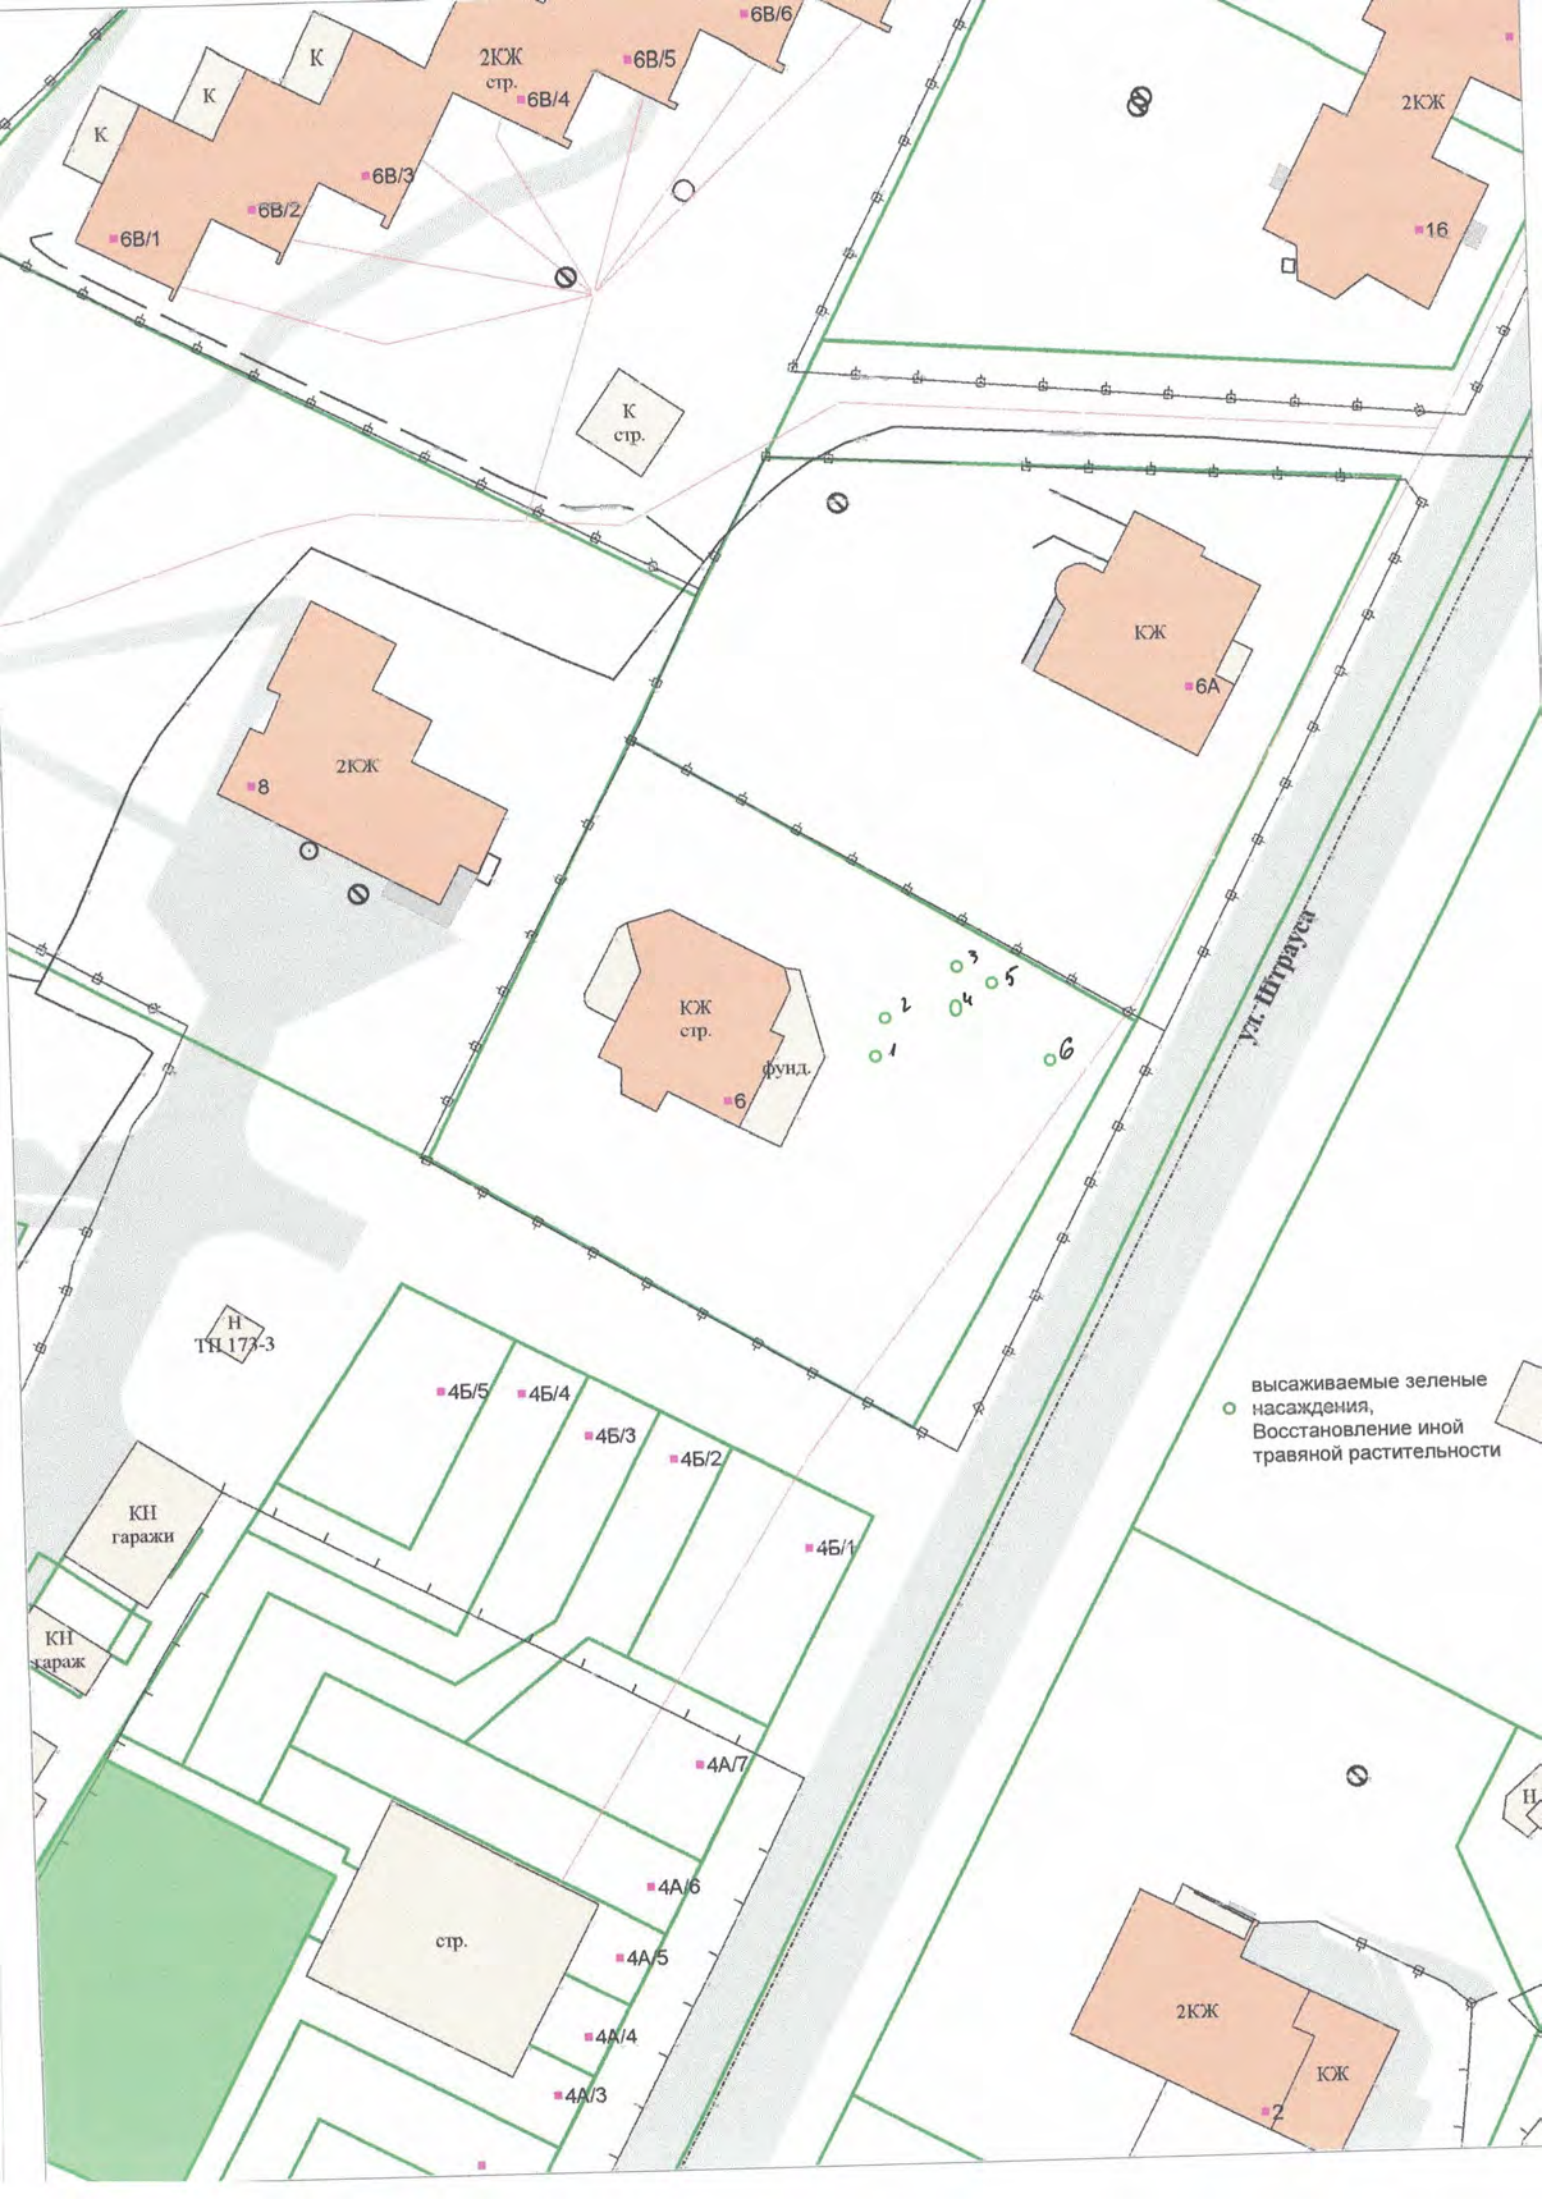 6В/6
К
2КЖ
стр.
6В/5
6В/4
К
К
2КЖ
6В/3
6В/2
6В/1
16
К
стр.
КЖ
6А
2КЖ
8
ул. Штрауса
3
5
2
4
КЖ
стр.
1
6
фунд.
6
Н
ТП 173-3
4Б/5
4Б/4
высаживаемые зеленые
насаждения,
Восстановление иной
травяной растительности
4Б/3
4Б/2
КН
гаражи
4Б/1
КН
гараж
4А/7
Н
4А/6
стр.
4А/5
2КЖ
4А/4
КЖ
4А/3
2